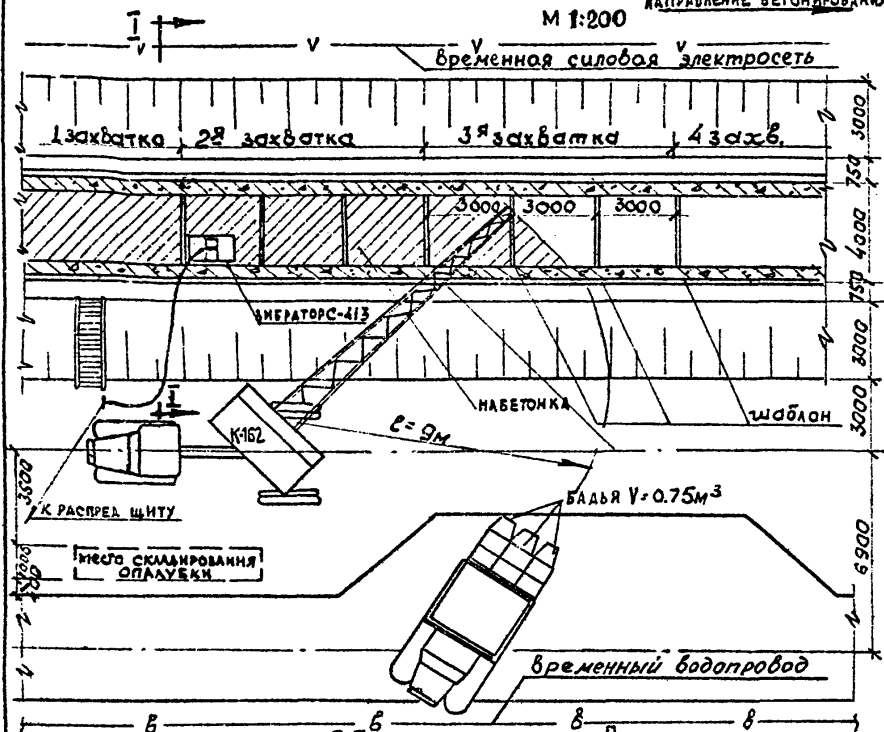 I
М 1:200
НАПРАВЛЕНИЕ БЕТОНИРОВАНИЯ
v v v v
временная силовая электросеть
1 захватка 2я захватка 3я захватка 4 захв.
3000
750
3000 3000 3000
4000
ВИБРАТОР С-413
750
3000
I
НАБЕТОНКА
шаблон
3000
К-162
ℓ= 9м
3500
К РАСПРЕД. ЩИТУ
БАДЬЯ V=0.75м³
место складирования
ОПАЛУБКИ
1000
6900
временный водопровод
в в в в